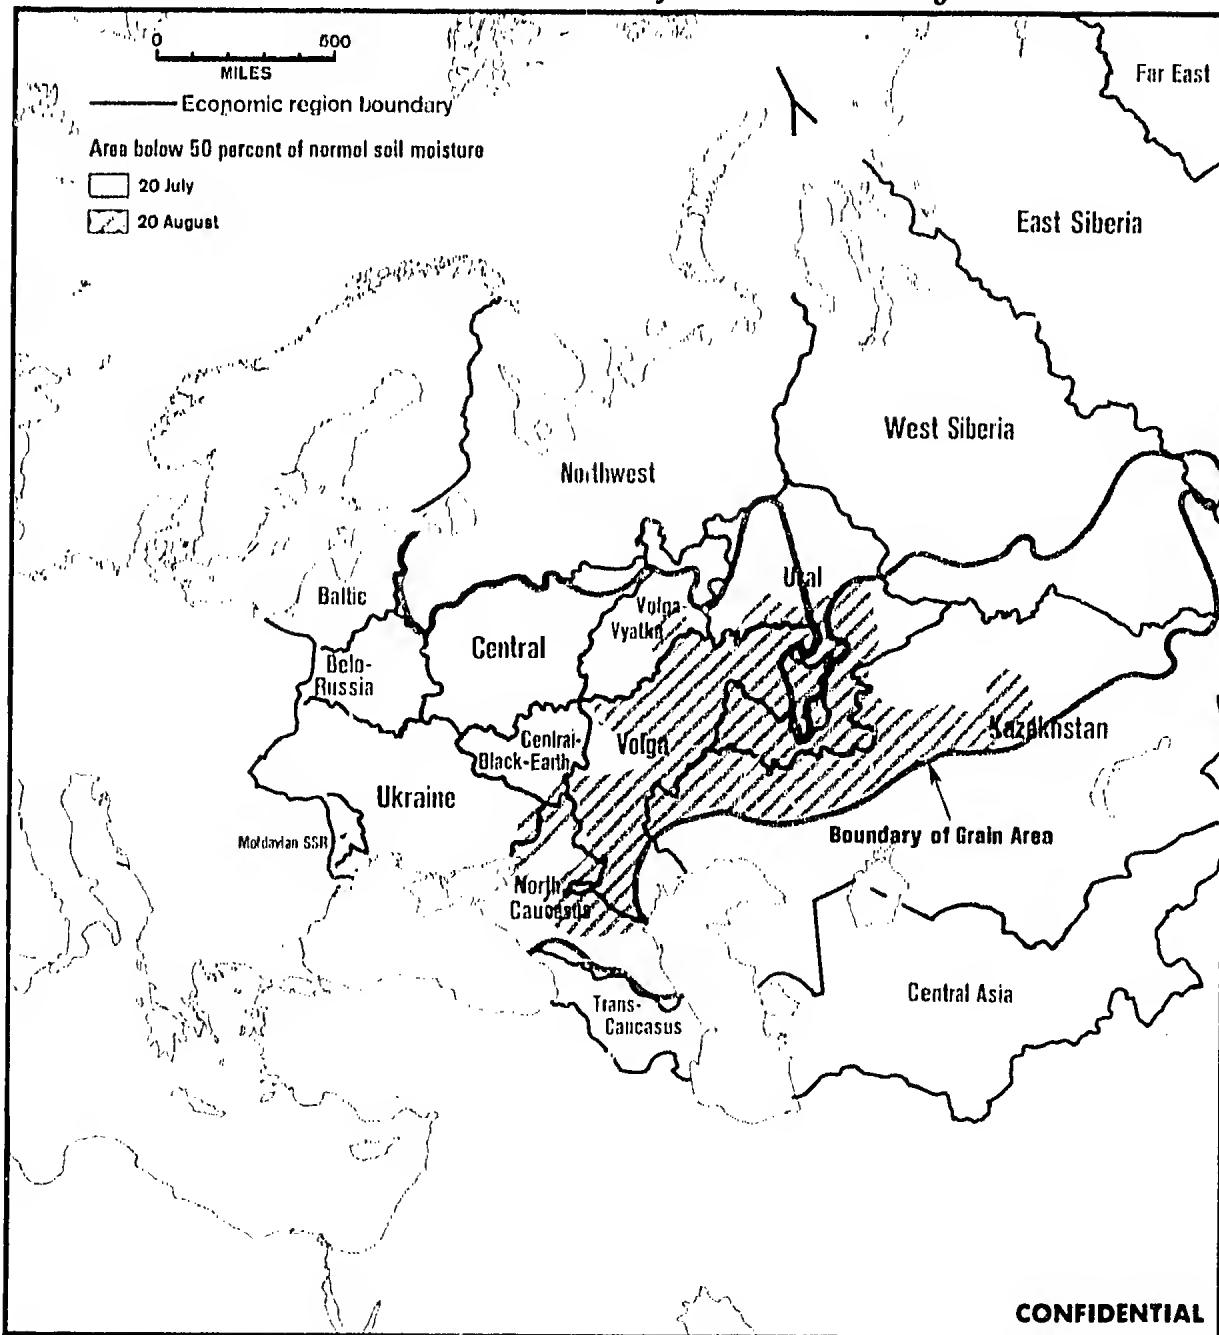 0 500
MILES
Economic region boundary
Area below 50 percent of normal soil moisture
20 July
20 August
Far East
East Siberia
West Siberia
Northwest
Ural
Baltic
Volga-
Vyatka
Central
Belo-
Russia
Kazakhstan
Central-
Black-Earth
Volga
Ukraine
Boundary of Grain Area
Moldavian SSR
North
Caucasus
Central Asia
Trans-
Caucasus
CONFIDENTIAL